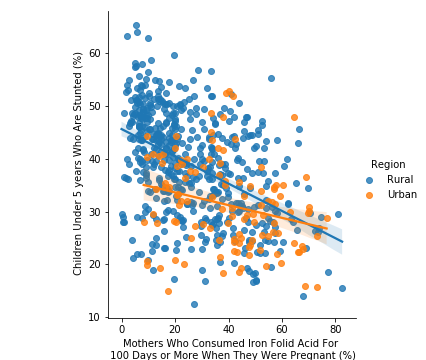 60
50
40
30
20
10
Children Under 5 years Who Are Stunted (%)
0
20
40
60
80
Mothers Who Consumed Iron Folid Acid For
100 Days or More When They Were Pregnant (%)
Region
Rural
Urban